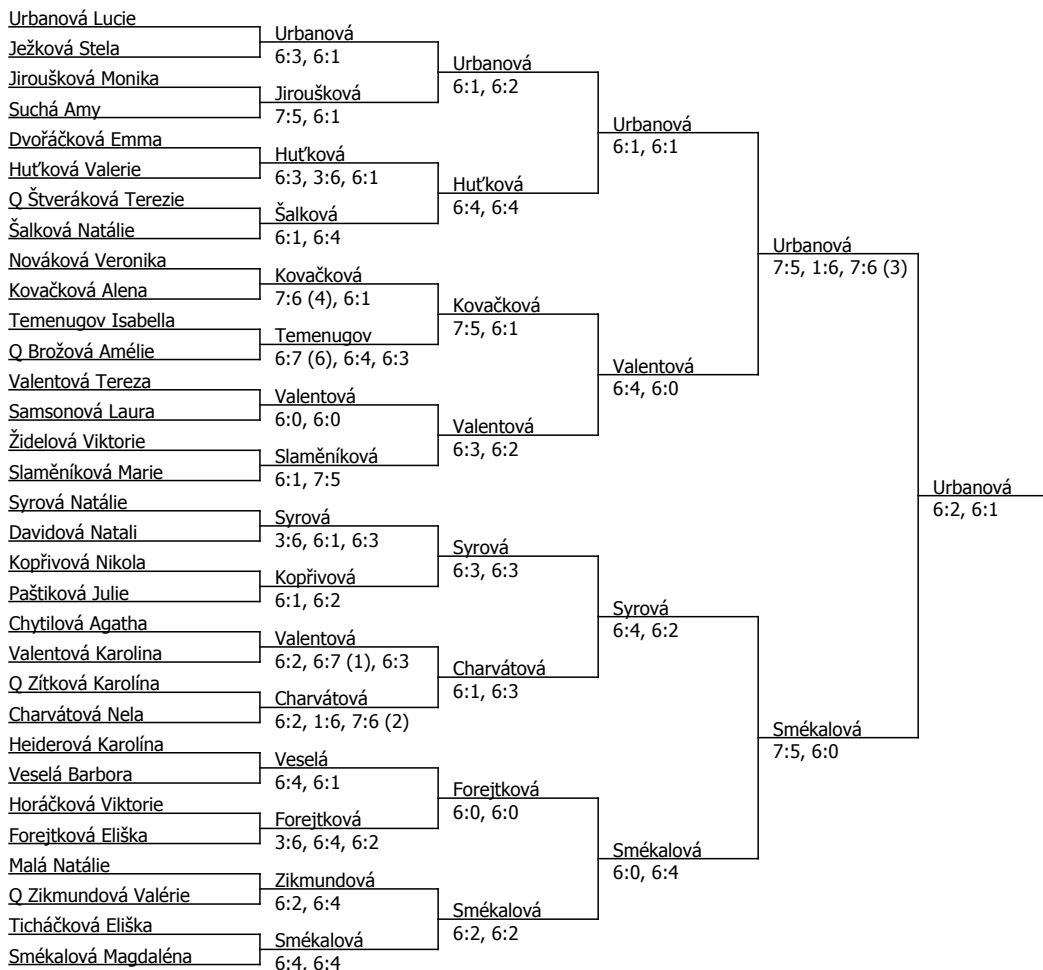 Urbanová Lucie
Ježková Stela
Jiroušková Monika
Suchá Amy
Dvořáčková Emma
Huťková Valerie
Q Štveráková Terezie
Šalková Natálie
Nováková Veronika
Kovačková Alena
Temenugov Isabella
Q Brožová Amélie
Valentová Tereza
Samsonová Laura
Židelová Viktorie
Slaměníková Marie
Syrová Natálie
Davidová Natali
Kopřivová Nikola
Paštiková Julie
Chytilová Agatha
Valentová Karolina
Q Zítková Karolína
Charvátová Nela
Heiderová Karolína
Veselá Barbora
Horáčková Viktorie
Forejtková Eliška
Malá Natálie
Q Zikmundová Valérie
Ticháčková Eliška
Smékalová Magdaléna
Urbanová
6:3, 6:1
Jiroušková
7:5, 6:1
Huťková
6:3, 3:6, 6:1
Šalková
6:1, 6:4
Kovačková
7:6 (4), 6:1
Temenugov
6:7 (6), 6:4, 6:3
Valentová
6:0, 6:0
Slaměníková
6:1, 7:5
Syrová
3:6, 6:1, 6:3
Kopřivová
6:1, 6:2
Valentová
6:2, 6:7 (1), 6:3
Charvátová
6:2, 1:6, 7:6 (2)
Veselá
6:4, 6:1
Forejtková
3:6, 6:4, 6:2
Zikmundová
6:2, 6:4
Smékalová
6:4, 6:4
Urbanová
6:1, 6:2
Huťková
6:4, 6:4
Kovačková
7:5, 6:1
Valentová
6:3, 6:2
Syrová
6:3, 6:3
Charvátová
6:1, 6:3
Forejtková
6:0, 6:0
Smékalová
6:2, 6:2
Urbanová
6:1, 6:1
Valentová
6:4, 6:0
Syrová
6:4, 6:2
Smékalová
6:0, 6:4
Urbanová
7:5, 1:6, 7:6 (3)
Smékalová
7:5, 6:0
Urbanová
6:2, 6:1